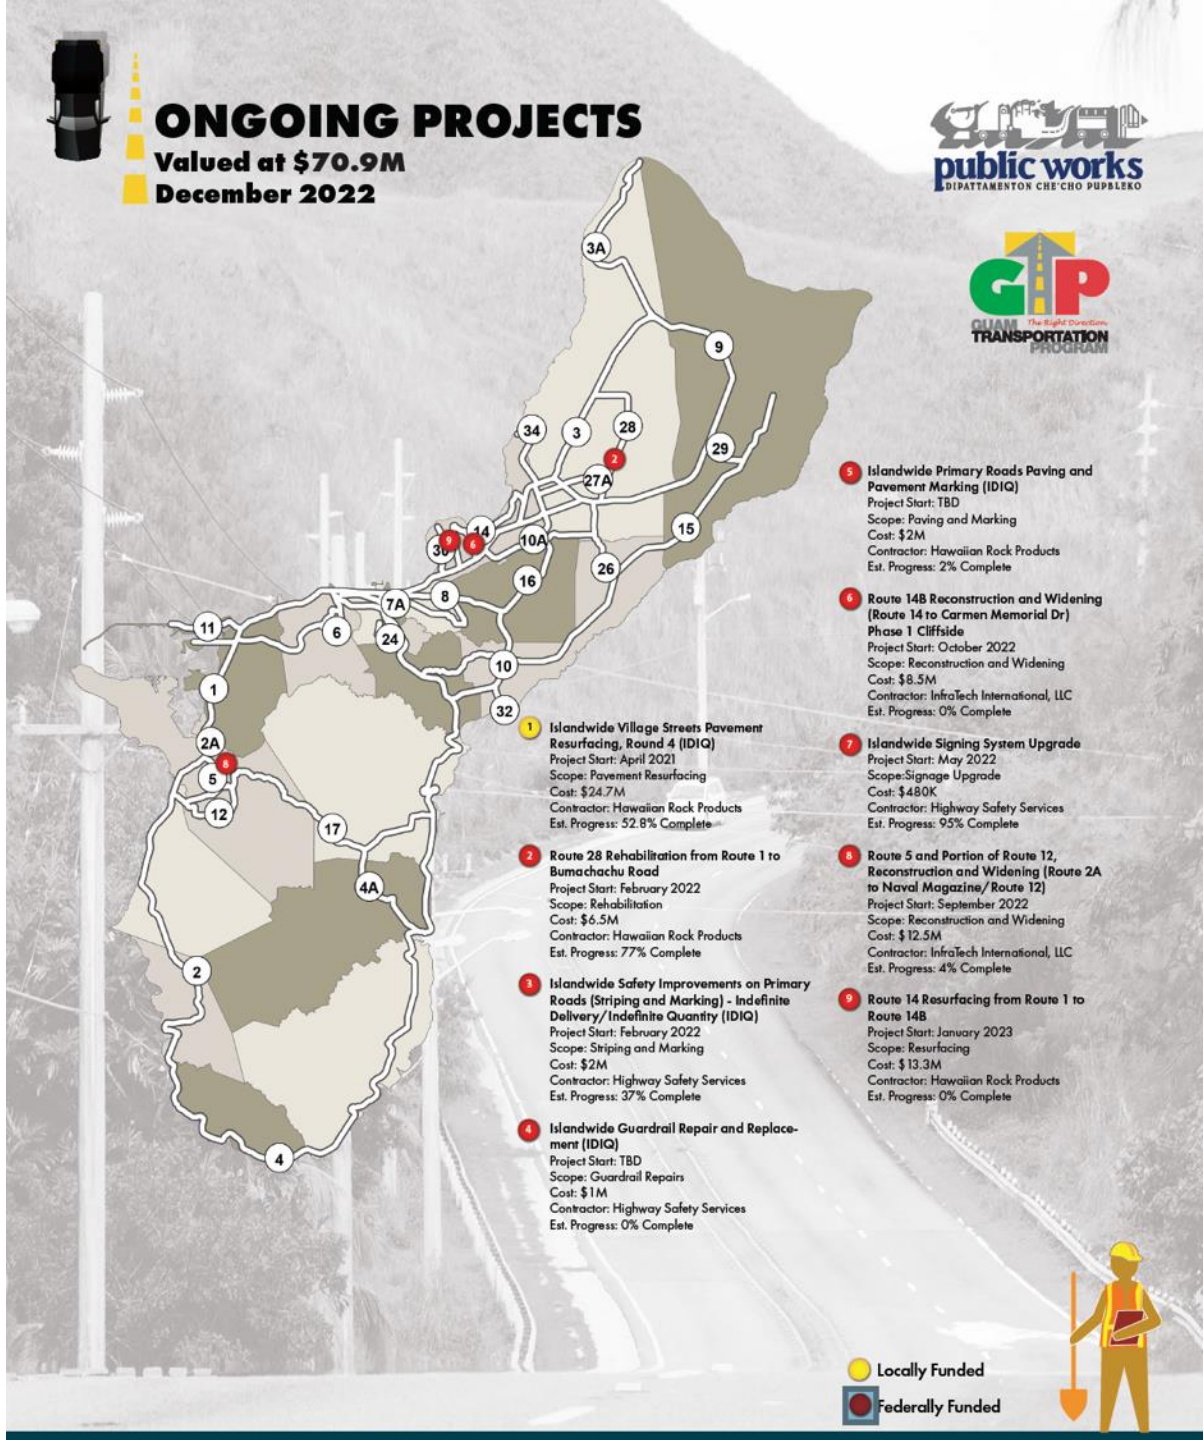 ONGOING PROJECTS
Valued at $70.9M
December 2022
public works
DIPATTAMENTON CHE'CHO PUPBLEKO
GTP
The Right Direction
GUAM
TRANSPORTATION
PROGRAM
3A
9
34
3
28
2
29
27A
14
9
6
30
10A
15
16
26
8
7A
11
6
24
10
1
32
2A
8
5
12
17
4A
2
4
1 Islandwide Village Streets Pavement
Resurfacing, Round 4 (IDIQ)
Project Start: April 2021
Scope: Pavement Resurfacing
Cost: $24.7M
Contractor: Hawaiian Rock Products
Est. Progress: 52.8% Complete
2 Route 28 Rehabilitation from Route 1 to
Bumachachu Road
Project Start: February 2022
Scope: Rehabilitation
Cost: $6.5M
Contractor: Hawaiian Rock Products
Est. Progress: 77% Complete
3 Islandwide Safety Improvements on Primary
Roads (Striping and Marking) - Indefinite
Delivery/Indefinite Quantity (IDIQ)
Project Start: February 2022
Scope: Striping and Marking
Cost: $2M
Contractor: Highway Safety Services
Est. Progress: 37% Complete
4 Islandwide Guardrail Repair and Replace-
ment (IDIQ)
Project Start: TBD
Scope: Guardrail Repairs
Cost: $1M
Contractor: Highway Safety Services
Est. Progress: 0% Complete
5 Islandwide Primary Roads Paving and
Pavement Marking (IDIQ)
Project Start: TBD
Scope: Paving and Marking
Cost: $2M
Contractor: Hawaiian Rock Products
Est. Progress: 2% Complete
6 Route 14B Reconstruction and Widening
(Route 14 to Carmen Memorial Dr)
Phase 1 Cliffside
Project Start: October 2022
Scope: Reconstruction and Widening
Cost: $8.5M
Contractor: InfraTech International, LLC
Est. Progress: 0% Complete
7 Islandwide Signing System Upgrade
Project Start: May 2022
Scope:Signage Upgrade
Cost: $480K
Contractor: Highway Safety Services
Est. Progress: 95% Complete
8 Route 5 and Portion of Route 12,
Reconstruction and Widening (Route 2A
to Naval Magazine/Route 12)
Project Start: September 2022
Scope: Reconstruction and Widening
Cost: $12.5M
Contractor: InfraTech International, LLC
Est. Progress: 4% Complete
9 Route 14 Resurfacing from Route 1 to
Route 14B
Project Start: January 2023
Scope: Resurfacing
Cost: $13.3M
Contractor: Hawaiian Rock Products
Est. Progress: 0% Complete
Locally Funded
Federally Funded